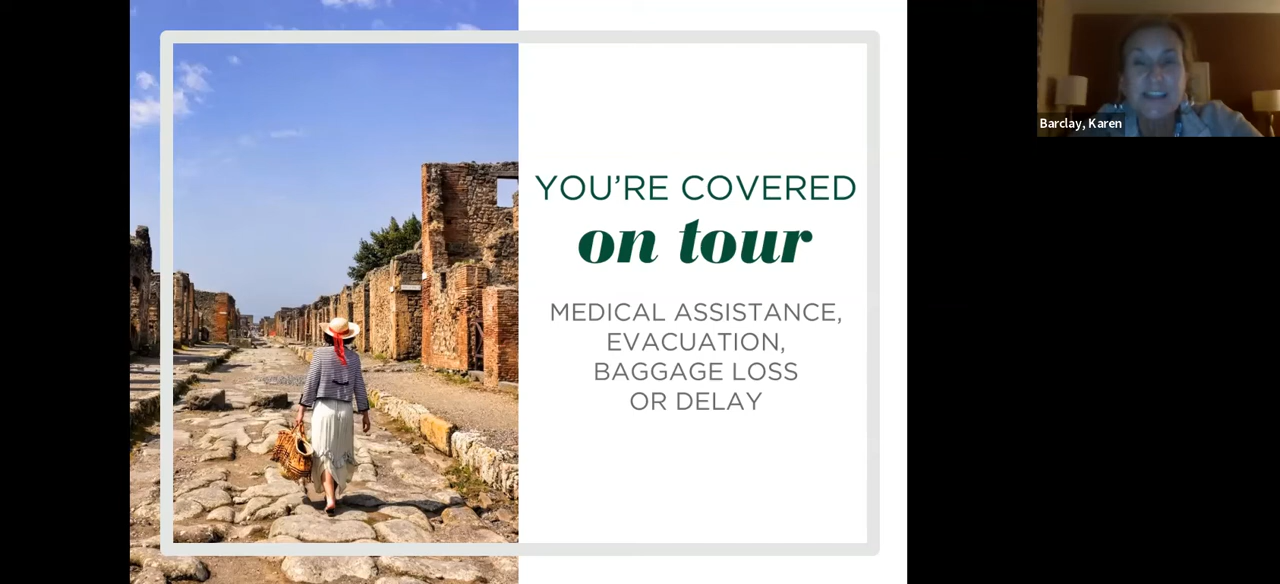 YOU'RE COVERED
on tour
MEDICAL ASSISTANCE,
EVACUATION,
BAGGAGE LOSS
OR DELAY
Barclay, Karen